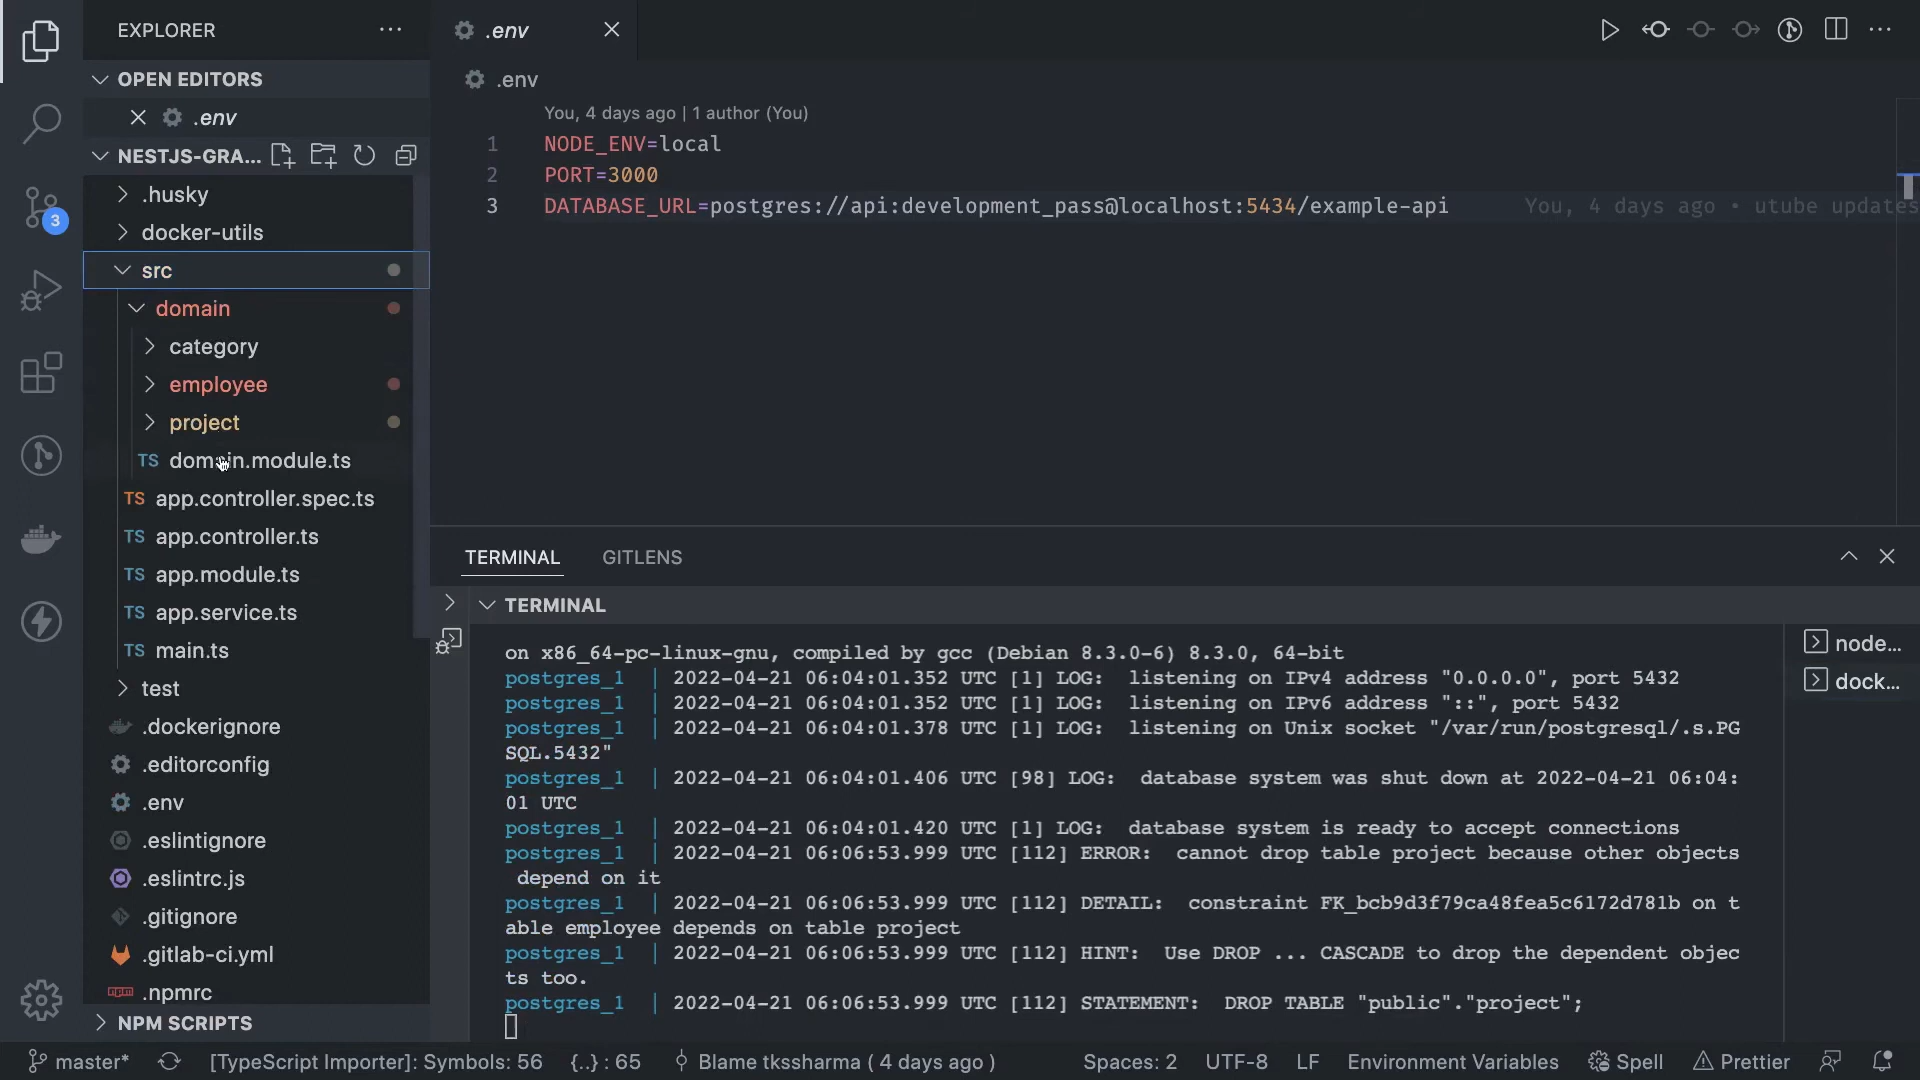 EXPLORER
OPEN EDITORS
.env
NESTJS-GRA...
.husky
docker-utils
src
domain
category
employee
project
TS domain.module.ts
TS app.controller.spec.ts
TS app.controller.ts
TS app.module.ts
TS app.service.ts
TS main.ts
test
.dockerignore
.editorconfig
.env
.eslintignore
.eslintrc.js
.gitignore
.gitlab-ci.yml
.npmrc
NPM SCRIPTS
3
.env
.env
You, 4 days ago | 1 author (You)
1 NODE_ENV=local
2 PORT=3000
3 DATABASE_URL=postgres://api:development_pass@localhost:5434/example-api You, 4 days ago • utube updates
TERMINAL GITLENS
TERMINAL
on x86_64-pc-linux-gnu, compiled by gcc (Debian 8.3.0-6) 8.3.0, 64-bit
postgres_1 | 2022-04-21 06:04:01.352 UTC [1] LOG: listening on IPv4 address "0.0.0.0", port 5432
postgres_1 | 2022-04-21 06:04:01.352 UTC [1] LOG: listening on IPv6 address "::", port 5432
postgres_1 | 2022-04-21 06:04:01.378 UTC [1] LOG: listening on Unix socket "/var/run/postgresql/.s.PG
SQL.5432"
postgres_1 | 2022-04-21 06:04:01.406 UTC [98] LOG: database system was shut down at 2022-04-21 06:04:
01 UTC
postgres_1 | 2022-04-21 06:04:01.420 UTC [1] LOG: database system is ready to accept connections
postgres_1 | 2022-04-21 06:06:53.999 UTC [112] ERROR: cannot drop table project because other objects
depend on it
postgres_1 | 2022-04-21 06:06:53.999 UTC [112] DETAIL: constraint FK_bcb9d3f79ca48fea5c6172d781b on t
able employee depends on table project
postgres_1 | 2022-04-21 06:06:53.999 UTC [112] HINT: Use DROP ... CASCADE to drop the dependent objec
ts too.
postgres_1 | 2022-04-21 06:06:53.999 UTC [112] STATEMENT: DROP TABLE "public"."project";
node...
dock...
master* [TypeScript Importer]: Symbols: 56 {..} : 65 Blame tkssharma ( 4 days ago ) Spaces: 2 UTF-8 LF Environment Variables Spell Prettier